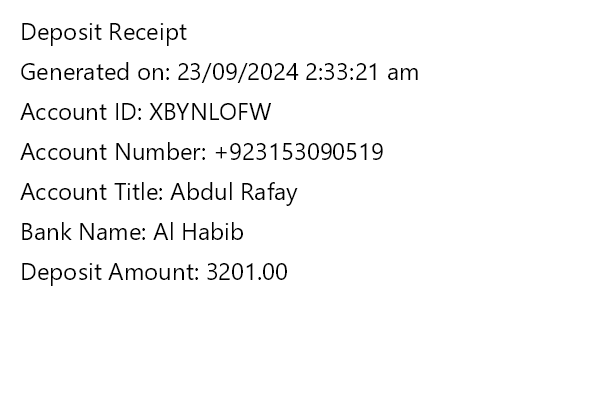 Deposit Receipt
Generated on: 23/09/2024 2:33:21 am
Account ID: XBYNLOFW
Account Number: +923153090519
Account Title: Abdul Rafay
Bank Name: Al Habib
Deposit Amount: 3201.00